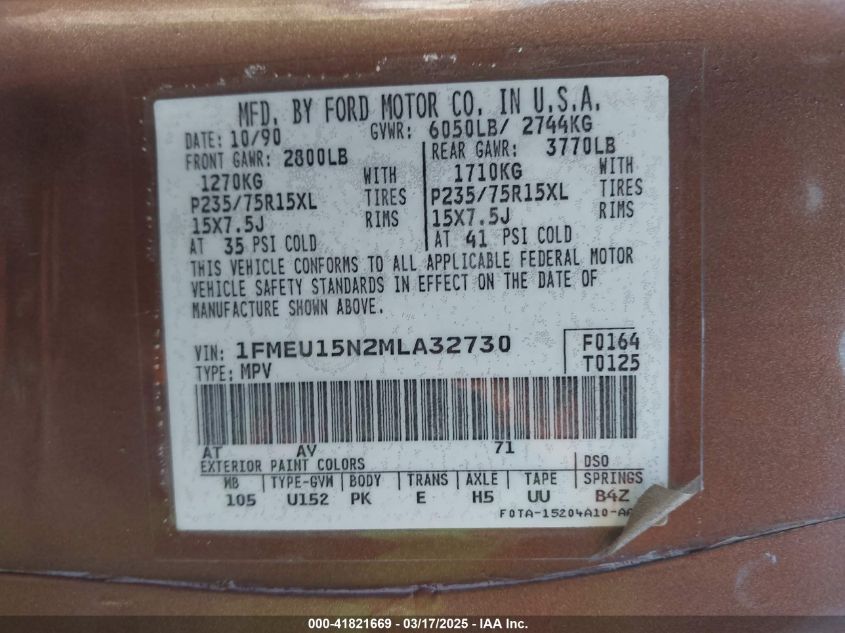 MFD. BY FORD MOTOR CO. IN U.S.A.
DATE: 10/90 GVWR: 6050LB/ 2744KG
FRONT GAWR: 2800LB REAR GAWR: 3770LB
1270KG WITH 1710KG WITH
P235/75R15XL TIRES P235/75R15XL TIRES
15X7.5J RIMS 15X7.5J RIMS
AT 35 PSI COLD AT 41 PSI COLD
THIS VEHICLE CONFORMS TO ALL APPLICABLE FEDERAL MOTOR
VEHICLE SAFETY STANDARDS IN EFFECT ON THE DATE OF
MANUFACTURE SHOWN ABOVE.
VIN: 1FMEU15N2MLA32730 F0164
TYPE: MPV T0125
AT AV 71
EXTERIOR PAINT COLORS DSO
WB TYPE-GVW BODY TRANS AXLE TAPE SPRINGS
105 U152 PK E H5 UU B4Z
F0TA-15204A10-AA
000-41821669 - 03/17/2025 - IAA Inc.